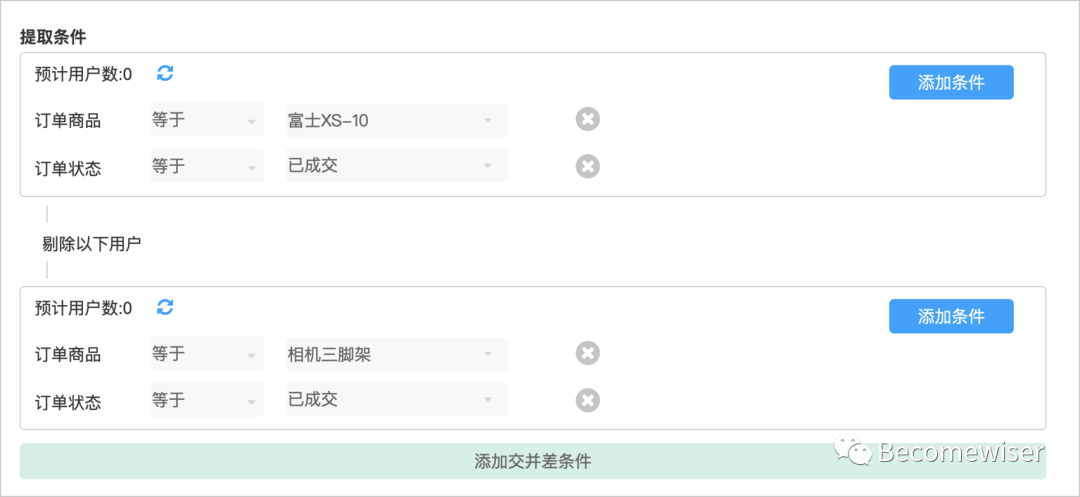 提取条件
预计用户数:0
添加条件
订单商品 等于 富士XS-10
订单状态 等于 已成交
剔除以下用户
预计用户数:0
添加条件
订单商品 等于 相机三脚架
订单状态 等于 已成交
添加交并差条件
Becomewiser